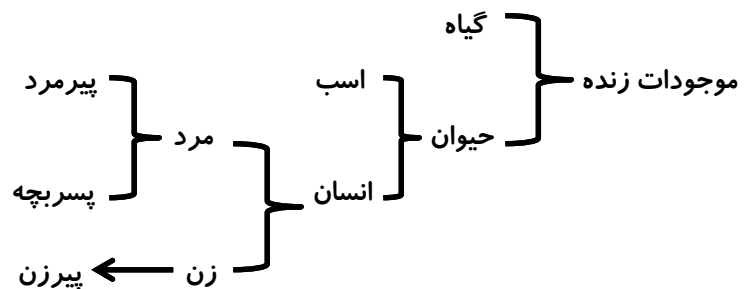 موجودات زنده
گیاه
حیوان
اسب
انسان
مرد
زن
پیرمرد
پسربچه
پیرزن